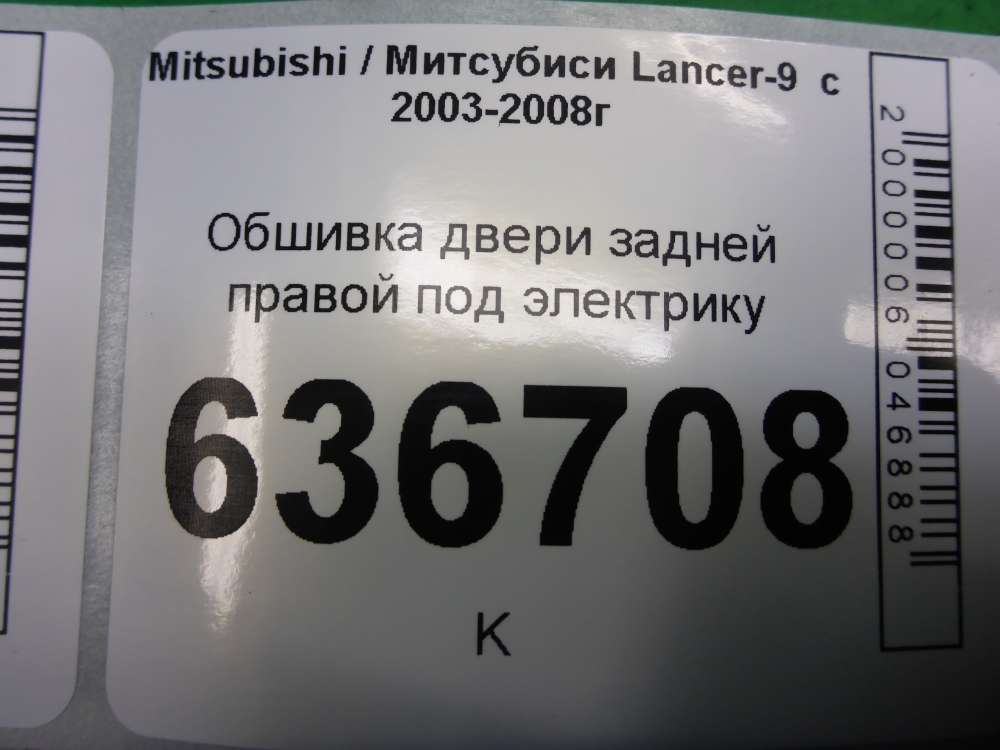 Mitsubishi / Митсубиси Lancer-9 с
2003-2008г
Обшивка двери задней
правой под электрику
636708
К
2000006046888